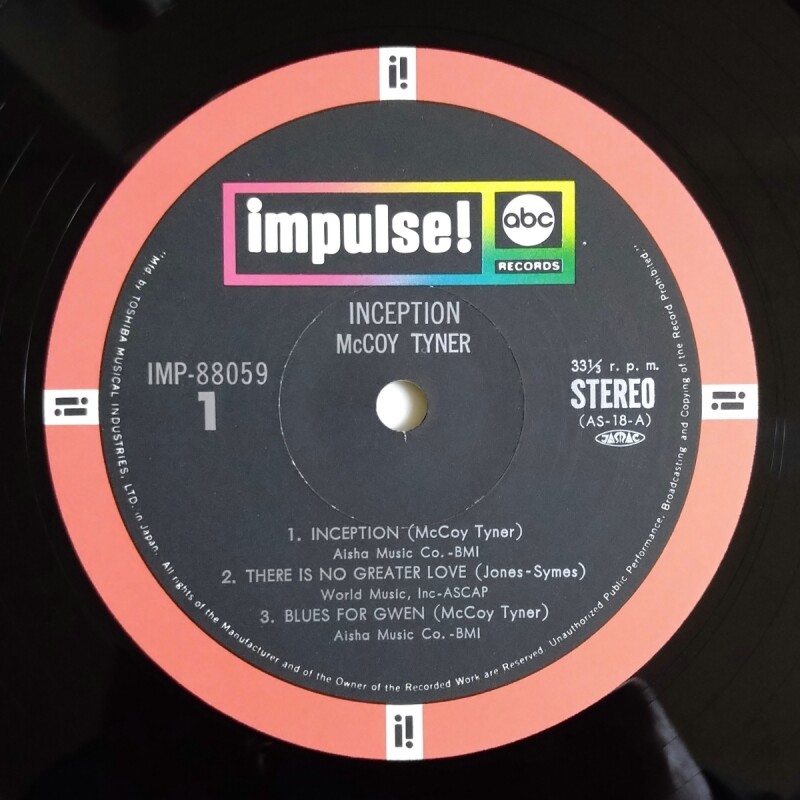 i!
impulse!
abc
RECORDS
INCEPTION
McCOY TYNER
IMP-88059
1
33⅓ r. p. m.
STEREO
(AS-18-A)
JASRAC
i!
i!
1. INCEPTION (McCoy Tyner)
Aisha Music Co.-BMI
2. THERE IS NO GREATER LOVE (Jones-Symes)
World Music, Inc-ASCAP
3. BLUES FOR GWEN (McCoy Tyner)
Aisha Music Co.-BMI
"Mfd by TOSHIBA MUSICAL INDUSTRIES, LTD. in Japan. All rights of the Manufacturer and of the Owner of the Recorded Work are Reserved. Unauthorized Public Performance, Broadcasting and Copying of the Record Prohibited."
i!